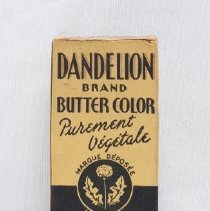 DANDELION
BRAND
BUTTER COLOR
Purement
Végétale
MARQUE DÉPOSÉE